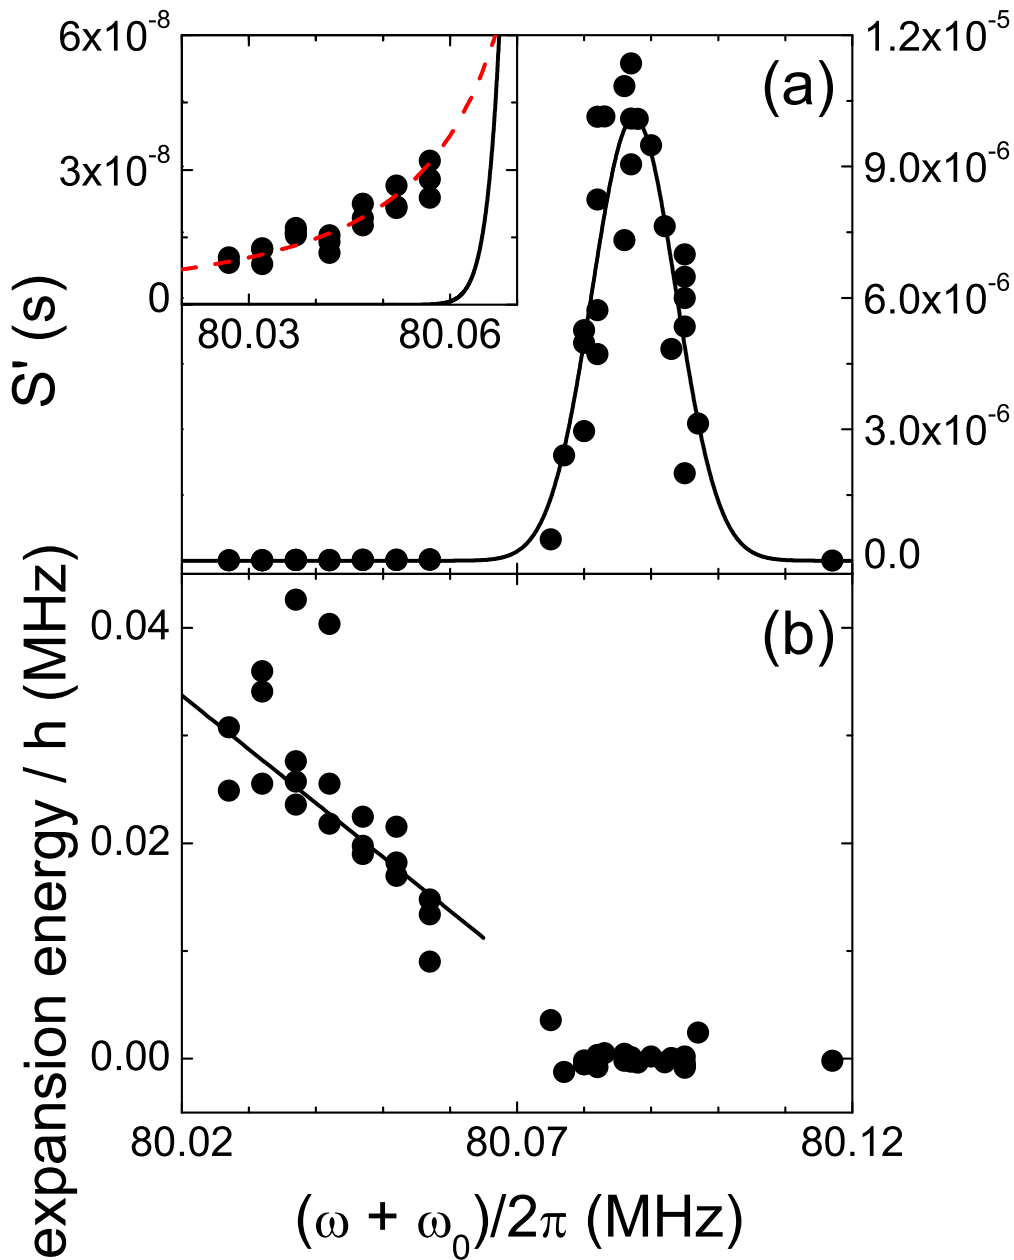 6x10-8
3x10-8
0
80.03 80.06
S' (s)
(a)
1.2x10-5
9.0x10-6
6.0x10-6
3.0x10-6
0.0
(b)
0.04
0.02
0.00
expansion energy / h (MHz)
80.02 80.07 80.12
(ω + ω0)/2π (MHz)